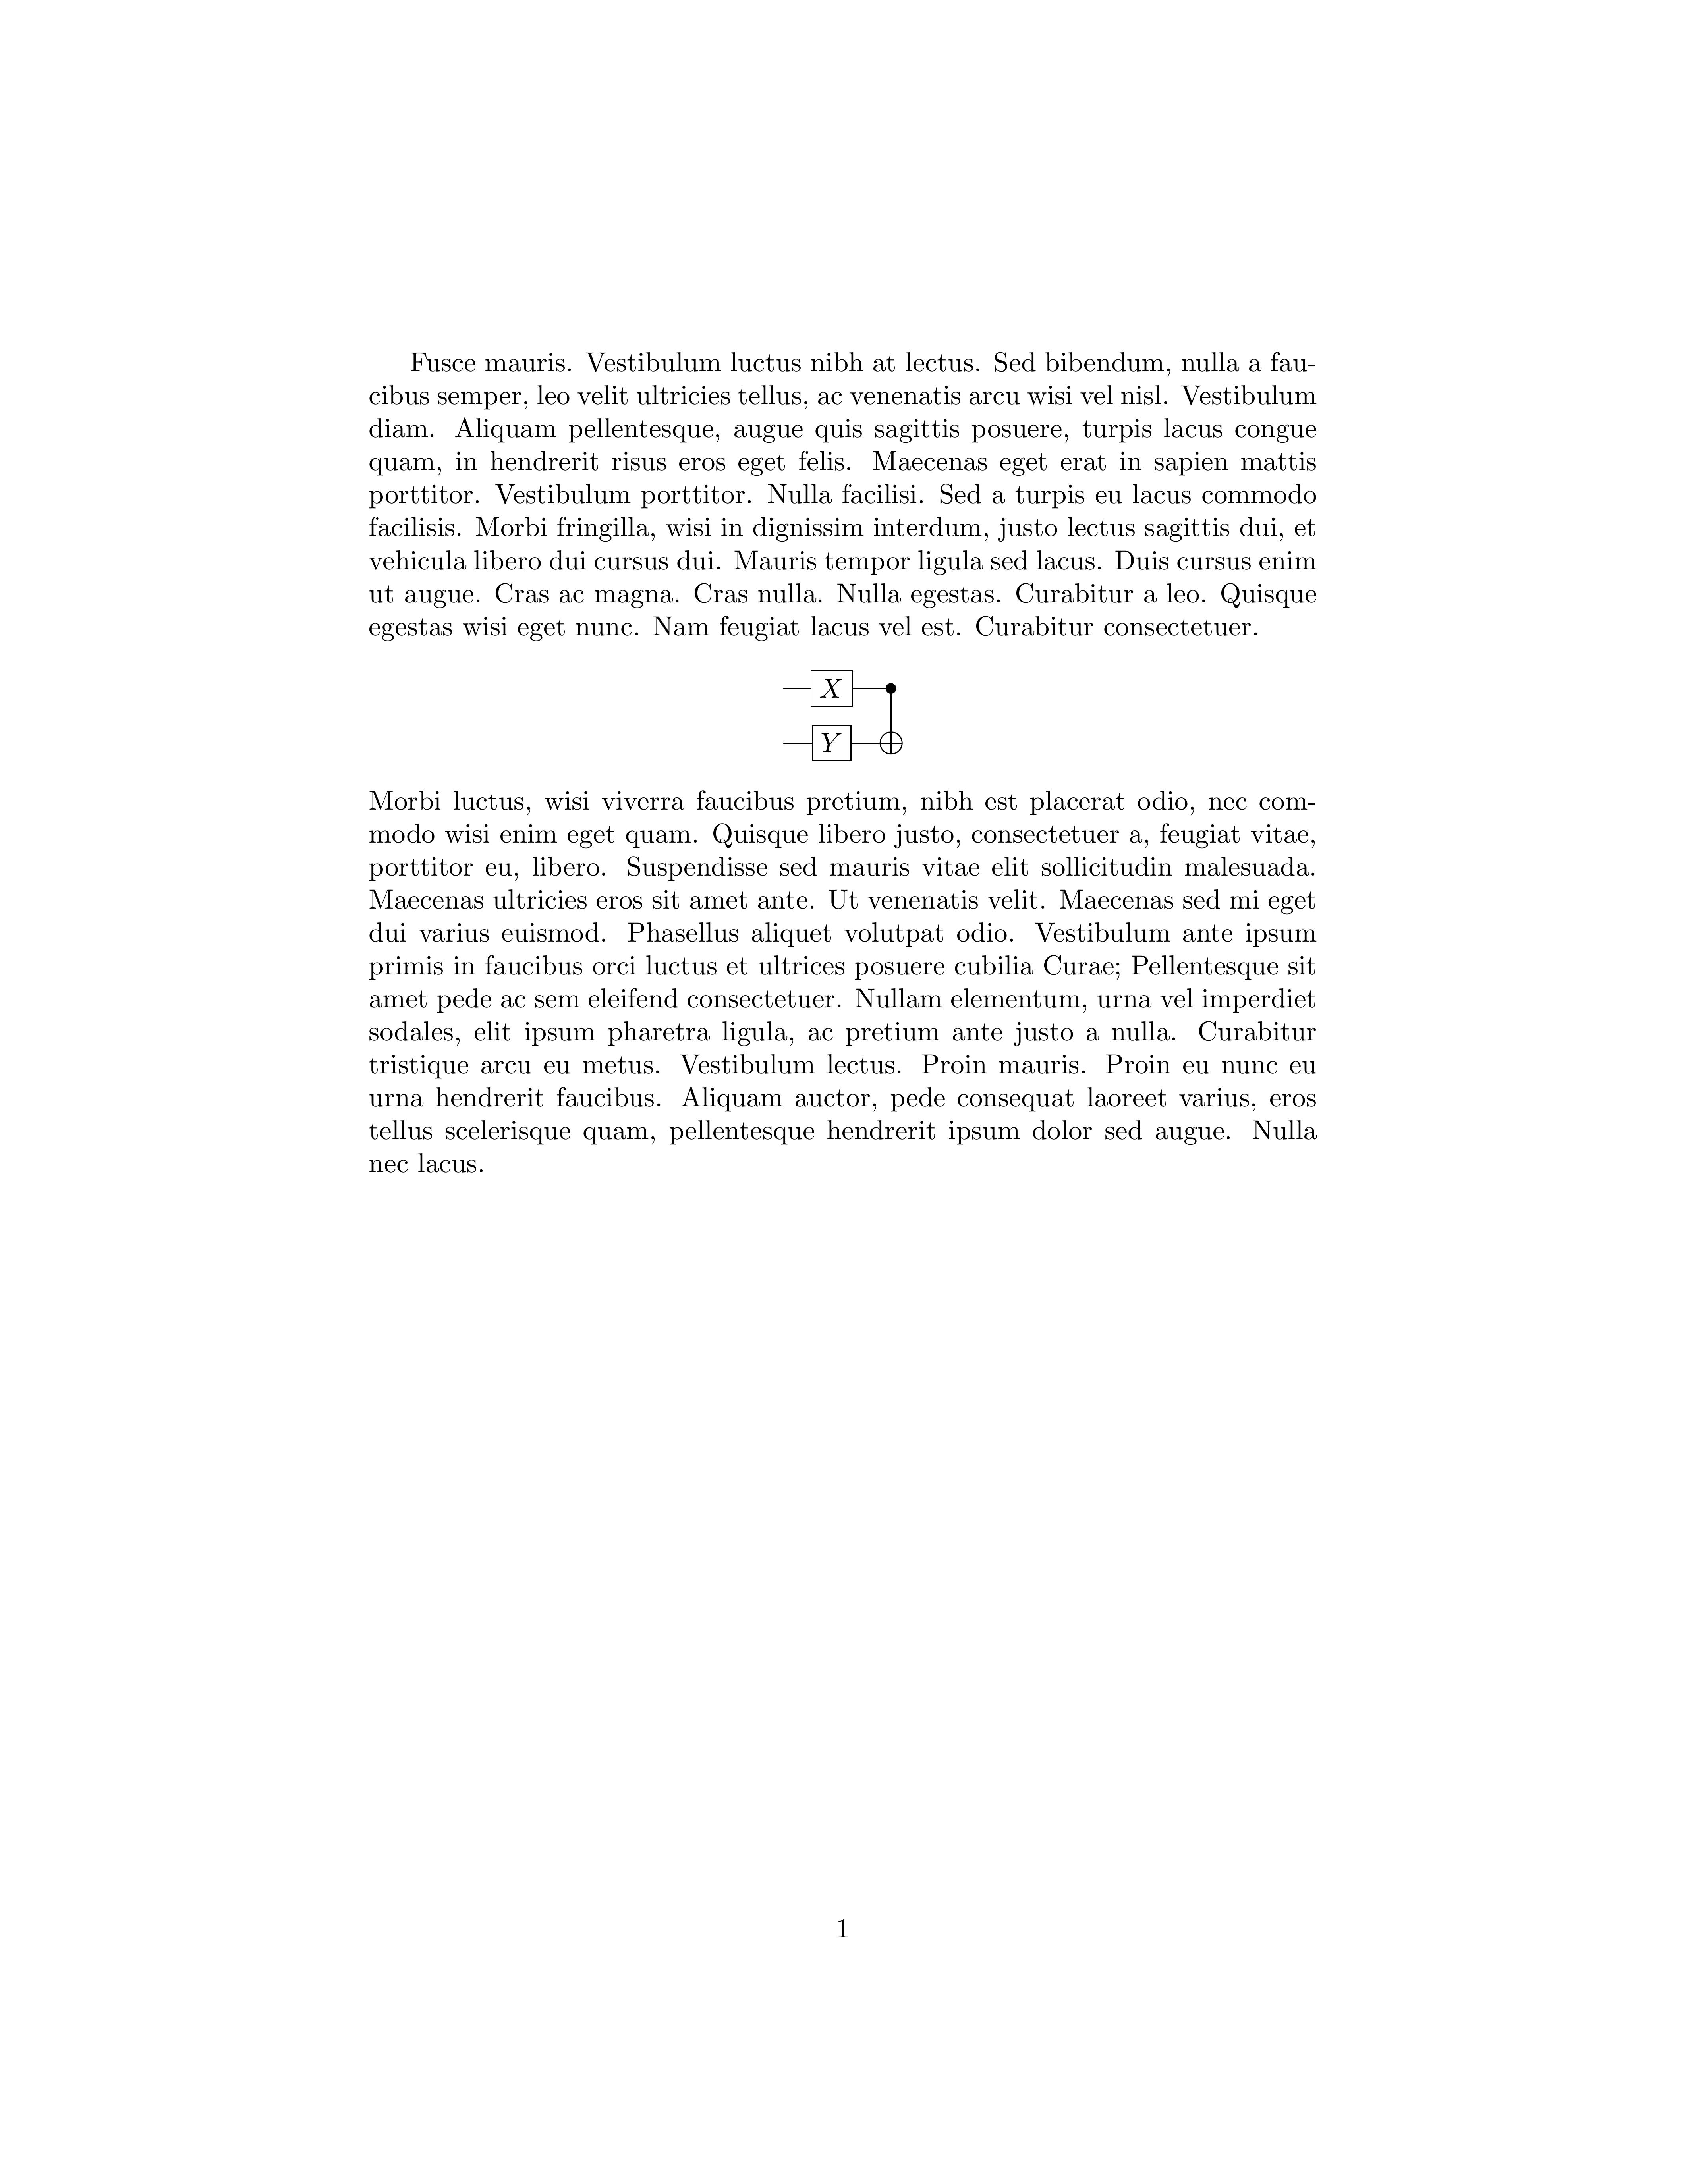 Fusce mauris. Vestibulum luctus nibh at lectus. Sed bibendum, nulla a fau-
cibus semper, leo velit ultricies tellus, ac venenatis arcu wisi vel nisl. Vestibulum
diam. Aliquam pellentesque, augue quis sagittis posuere, turpis lacus congue
quam, in hendrerit risus eros eget felis. Maecenas eget erat in sapien mattis
porttitor. Vestibulum porttitor. Nulla facilisi. Sed a turpis eu lacus commodo
facilisis. Morbi fringilla, wisi in dignissim interdum, justo lectus sagittis dui, et
vehicula libero dui cursus dui. Mauris tempor ligula sed lacus. Duis cursus enim
ut augue. Cras ac magna. Cras nulla. Nulla egestas. Curabitur a leo. Quisque
egestas wisi eget nunc. Nam feugiat lacus vel est. Curabitur consectetuer.
X
Y
Morbi luctus, wisi viverra faucibus pretium, nibh est placerat odio, nec com-
modo wisi enim eget quam. Quisque libero justo, consectetuer a, feugiat vitae,
porttitor eu, libero. Suspendisse sed mauris vitae elit sollicitudin malesuada.
Maecenas ultricies eros sit amet ante. Ut venenatis velit. Maecenas sed mi eget
dui varius euismod. Phasellus aliquet volutpat odio. Vestibulum ante ipsum
primis in faucibus orci luctus et ultrices posuere cubilia Curae; Pellentesque sit
amet pede ac sem eleifend consectetuer. Nullam elementum, urna vel imperdiet
sodales, elit ipsum pharetra ligula, ac pretium ante justo a nulla. Curabitur
tristique arcu eu metus. Vestibulum lectus. Proin mauris. Proin eu nunc eu
urna hendrerit faucibus. Aliquam auctor, pede consequat laoreet varius, eros
tellus scelerisque quam, pellentesque hendrerit ipsum dolor sed augue. Nulla
nec lacus.
1